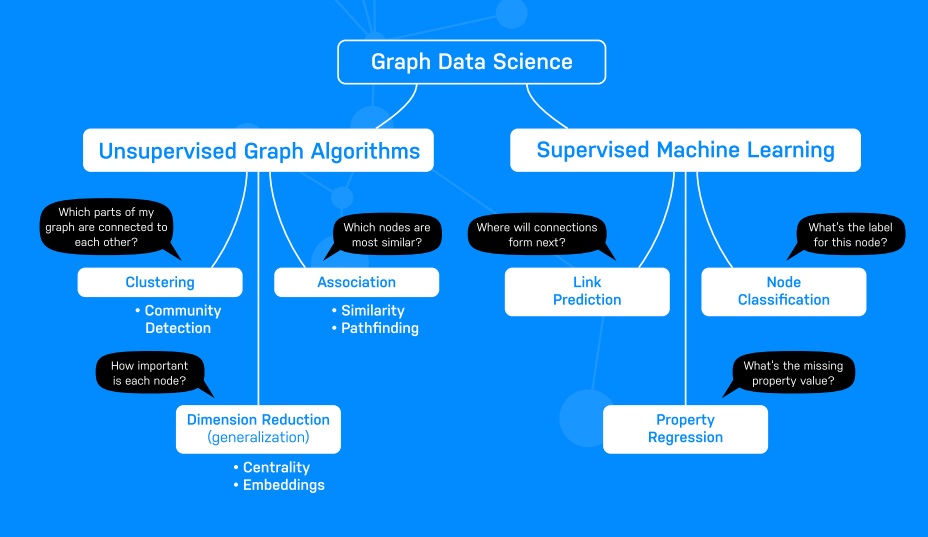 Graph Data Science
Unsupervised Graph Algorithms
Supervised Machine Learning
Which parts of my
graph are connected to
each other?
Which nodes are
most similar?
Where will connections
form next?
What's the label
for this node?
Clustering
• Community
Detection
Association
• Similarity
• Pathfinding
Link
Prediction
Node
Classification
How important
is each node?
What's the missing
property value?
Dimension Reduction
(generalization)
• Centrality
• Embeddings
Property
Regression